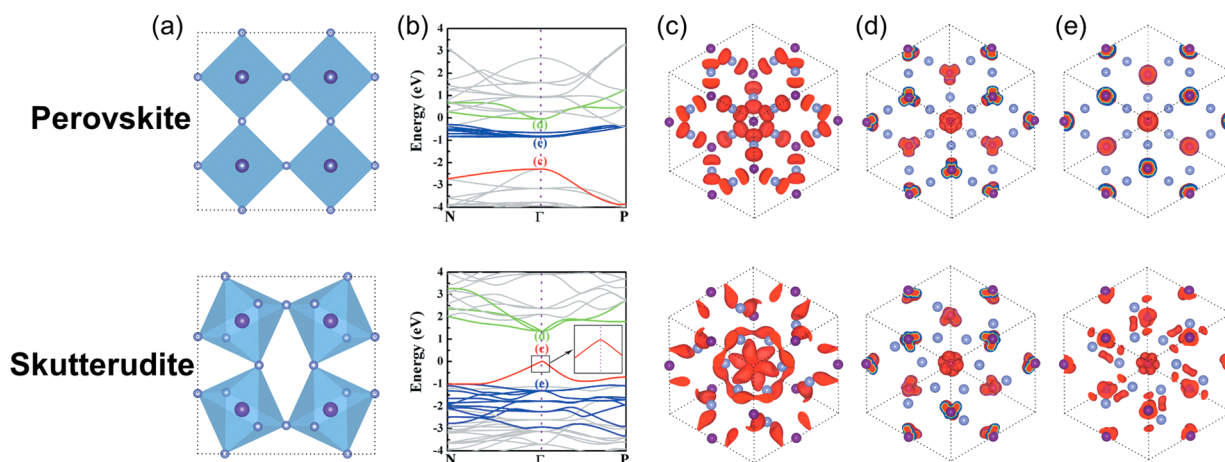 (a)
(b)
(c)
(d)
(e)
Perovskite
Energy (eV)
4
3
2
1
0
-1
-2
-3
-4
(d)
(e)
(c)
N
Γ
P
Skutterudite
Energy (eV)
4
3
2
1
0
-1
-2
-3
-4
(d)
(c)
(e)
N
Γ
P